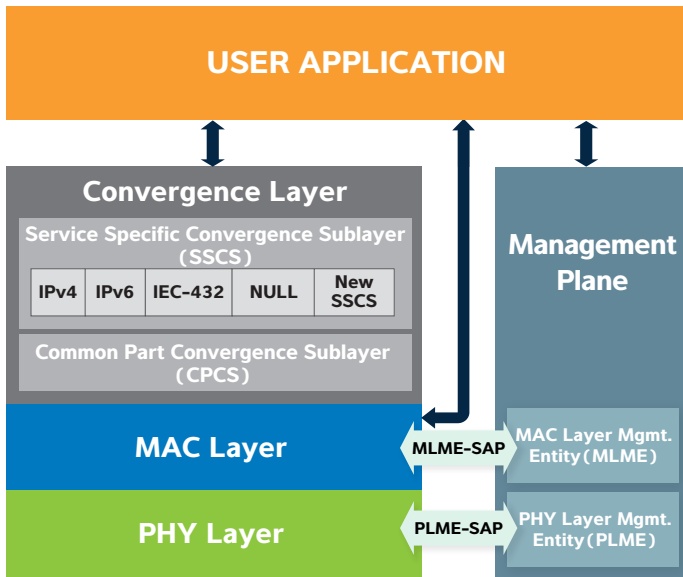 USER APPLICATION
Convergence Layer
Service Specific Convergence Sublayer
(SSCS)
IPv4
IPv6
IEC-432
NULL
New
SSCS
Common Part Convergence Sublayer
(CPCS)
Management
Plane
MAC Layer
MLME-SAP
MAC Layer Mgmt.
Entity(MLME)
PHY Layer
PLME-SAP
PHY Layer Mgmt.
Entity(PLME)